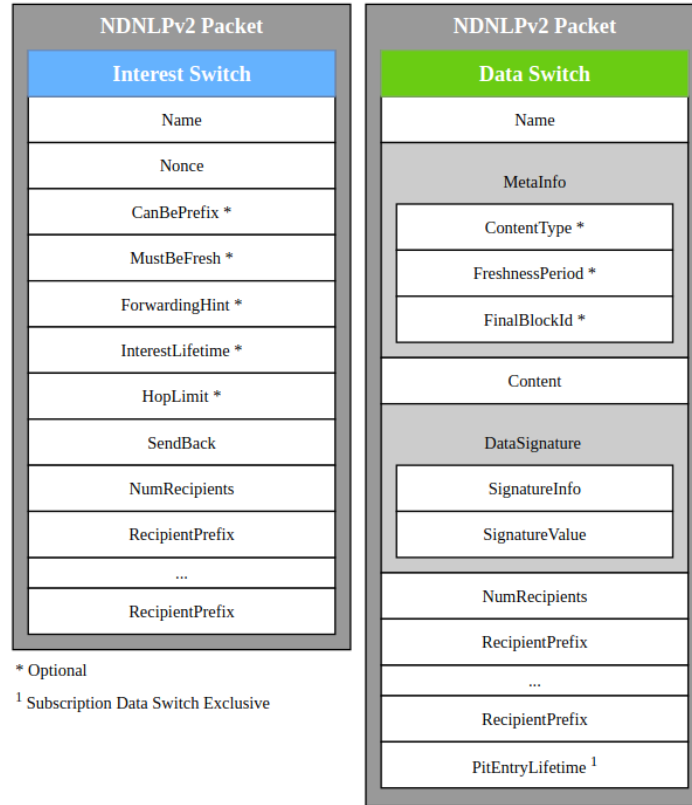 NDNLPv2 Packet
Interest Switch
Name
Nonce
CanBePrefix *
MustBeFresh *
ForwardingHint *
InterestLifetime *
HopLimit *
SendBack
NumRecipients
RecipientPrefix
...
RecipientPrefix
* Optional
1 Subscription Data Switch Exclusive
NDNLPv2 Packet
Data Switch
Name
MetaInfo
ContentType *
FreshnessPeriod *
FinalBlockId *
Content
DataSignature
SignatureInfo
SignatureValue
NumRecipients
RecipientPrefix
...
RecipientPrefix
PitEntryLifetime 1